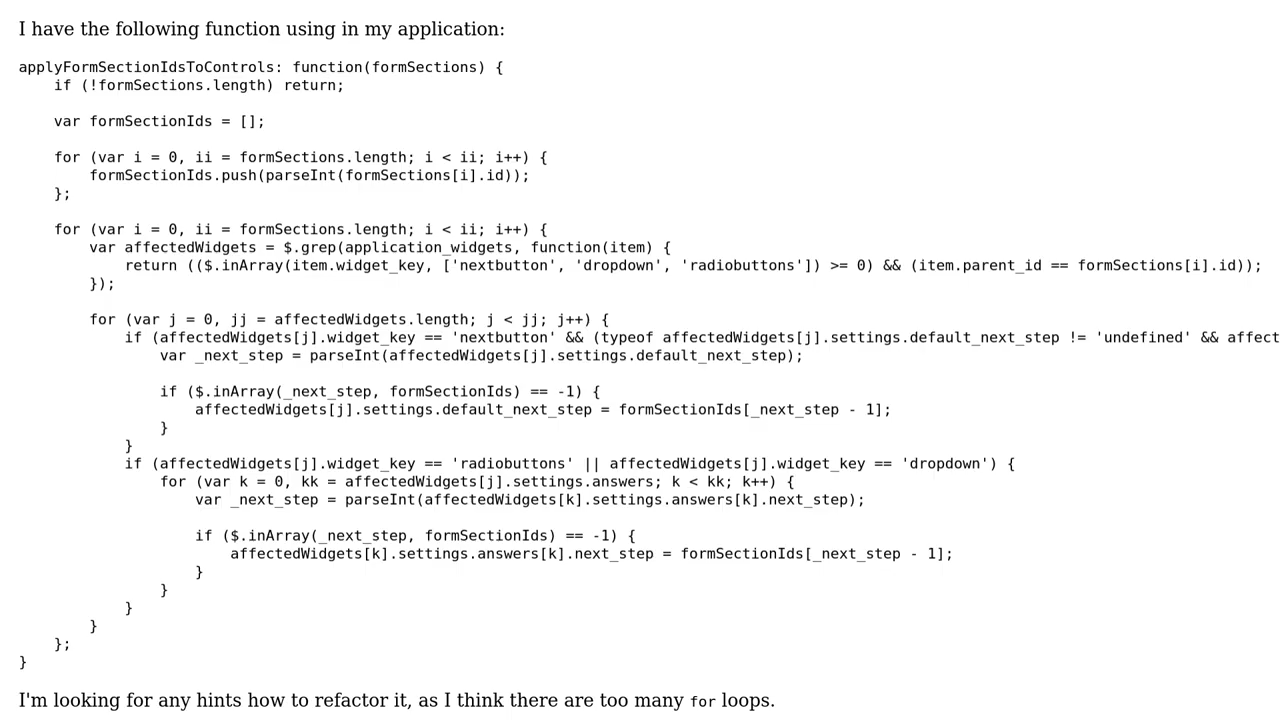 I have the following function using in my application:
applyFormSectionIdsToControls: function(formSections) {
    if (!formSections.length) return;

    var formSectionIds = [];

    for (var i = 0, ii = formSections.length; i < ii; i++) {
        formSectionIds.push(parseInt(formSections[i].id));
    };

    for (var i = 0, ii = formSections.length; i < ii; i++) {
        var affectedWidgets = $.grep(application_widgets, function(item) {
            return (($.inArray(item.widget_key, ['nextbutton', 'dropdown', 'radiobuttons']) >= 0) && (item.parent_id == formSections[i].id));
        });

        for (var j = 0, jj = affectedWidgets.length; j < jj; j++) {
            if (affectedWidgets[j].widget_key == 'nextbutton' && (typeof affectedWidgets[j].settings.default_next_step != 'undefined' && affect
                var _next_step = parseInt(affectedWidgets[j].settings.default_next_step);

                if ($.inArray(_next_step, formSectionIds) == -1) {
                    affectedWidgets[j].settings.default_next_step = formSectionIds[_next_step - 1];
                }
            }
            if (affectedWidgets[j].widget_key == 'radiobuttons' || affectedWidgets[j].widget_key == 'dropdown') {
                for (var k = 0, kk = affectedWidgets[j].settings.answers; k < kk; k++) {
                    var _next_step = parseInt(affectedWidgets[k].settings.answers[k].next_step);

                    if ($.inArray(_next_step, formSectionIds) == -1) {
                        affectedWidgets[k].settings.answers[k].next_step = formSectionIds[_next_step - 1];
                    }
                }
            }
        }
    };
}
I'm looking for any hints how to refactor it, as I think there are too many for loops.